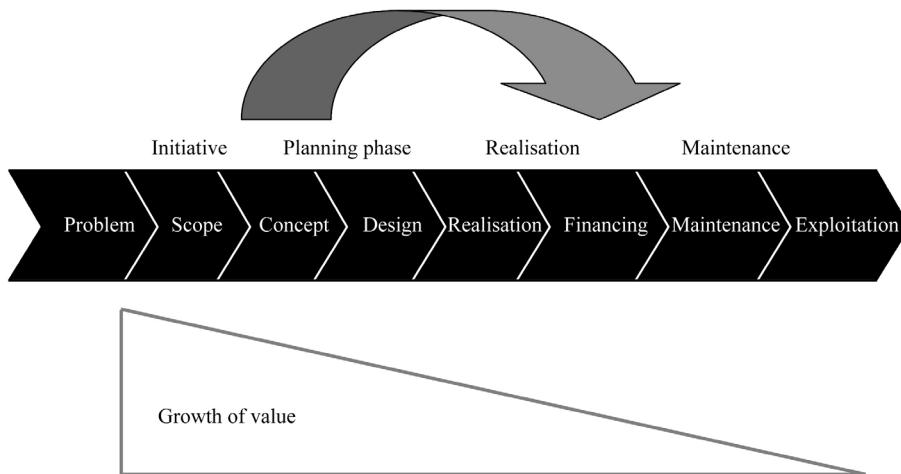 Initiative Planning phase Realisation Maintenance
Problem Scope Concept Design Realisation Financing Maintenance Exploitation
Growth of value